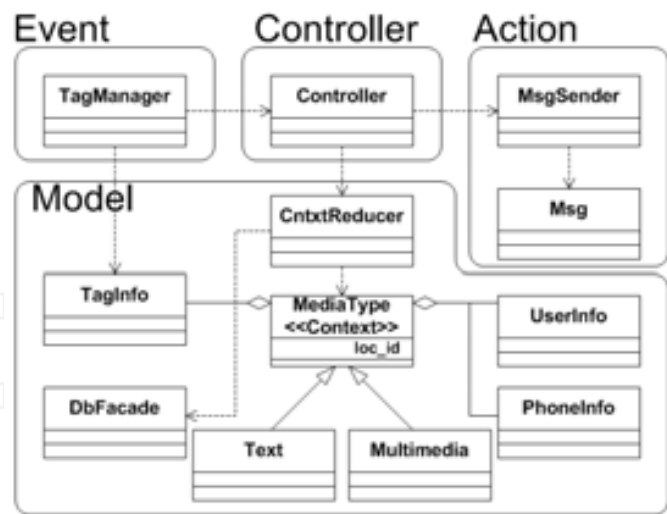 Event
Controller
Action
TagManager
Controller
MsgSender
Model
CntxtReducer
Msg
TagInfo
MediaType
<<Context>>
loc_id
UserInfo
DbFacade
PhoneInfo
Text
Multimedia